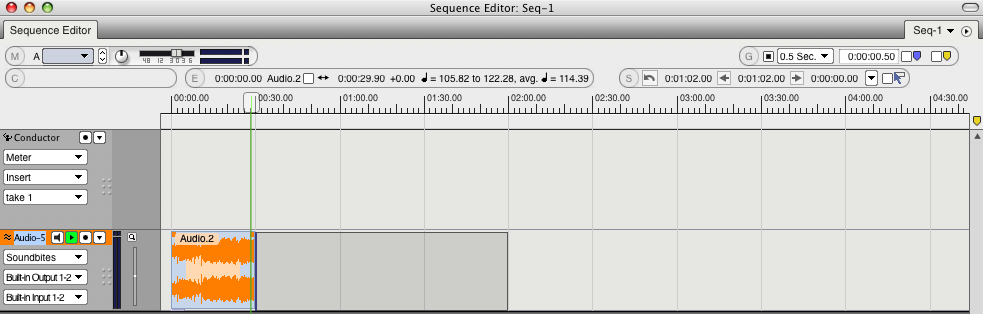 Sequence Editor: Seq-1
Sequence Editor
Seq-1
M A 48 12 3 0 3 6 G 0.5 Sec. 0:00:00.50
C E 0:00:00.00 Audio.2 0:00:29.90 +0.00 = 105.82 to 122.28, avg. = 114.39 S 0:01:02.00 0:01:02.00 0:00:00.00
00:00.00 00:30.00 01:00.00 01:30.00 02:00.00 02:30.00 03:00.00 03:30.00 04:00.00 04:30.00
Conductor
Meter
Insert
take 1
Audio-5 Audio.2
Soundbites
Built-in Output 1-2
Built-in Input 1-2